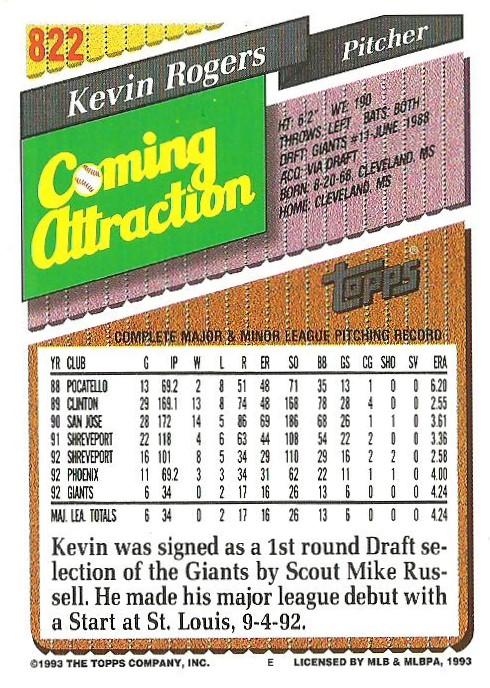 822
Kevin Rogers
Pitcher
Coming
Attraction
HT: 6'2" WT: 190
THROWS: LEFT BATS: BOTH
DRFT: GIANTS #11-JUNE, 1988
ACQ: VIA DRAFT
BORN: 8-20-68, CLEVELAND, MS
HOME: CLEVELAND, MS
TOPPS®
COMPLETE MAJOR & MINOR LEAGUE PITCHING RECORD
YR CLUB G IP W L R ER SO BB GS CG SHO SV ERA
88 POCATELLO 13 69.2 2 8 51 48 71 35 13 1 0 0 6.20
89 CLINTON 29 169.1 13 8 74 48 168 78 28 4 0 0 2.55
90 SAN JOSE 28 172 14 5 86 69 186 68 26 1 1 0 3.61
91 SHREVEPORT 22 118 4 6 63 44 108 54 22 2 0 0 3.36
92 SHREVEPORT 16 101 8 5 34 29 110 29 16 2 2 0 2.58
92 PHOENIX 11 69.2 3 3 34 31 62 22 11 1 1 0 4.00
92 GIANTS 6 34 0 2 17 16 26 13 6 0 0 0 4.24
MAJ. LEA. TOTALS 6 34 0 2 17 16 26 13 6 0 0 0 4.24
Kevin was signed as a 1st round Draft se-
lection of the Giants by Scout Mike Rus-
sell. He made his major league debut with
a Start at St. Louis, 9-4-92.
©1993 THE TOPPS COMPANY, INC. E LICENSED BY MLB & MLBPA, 1993